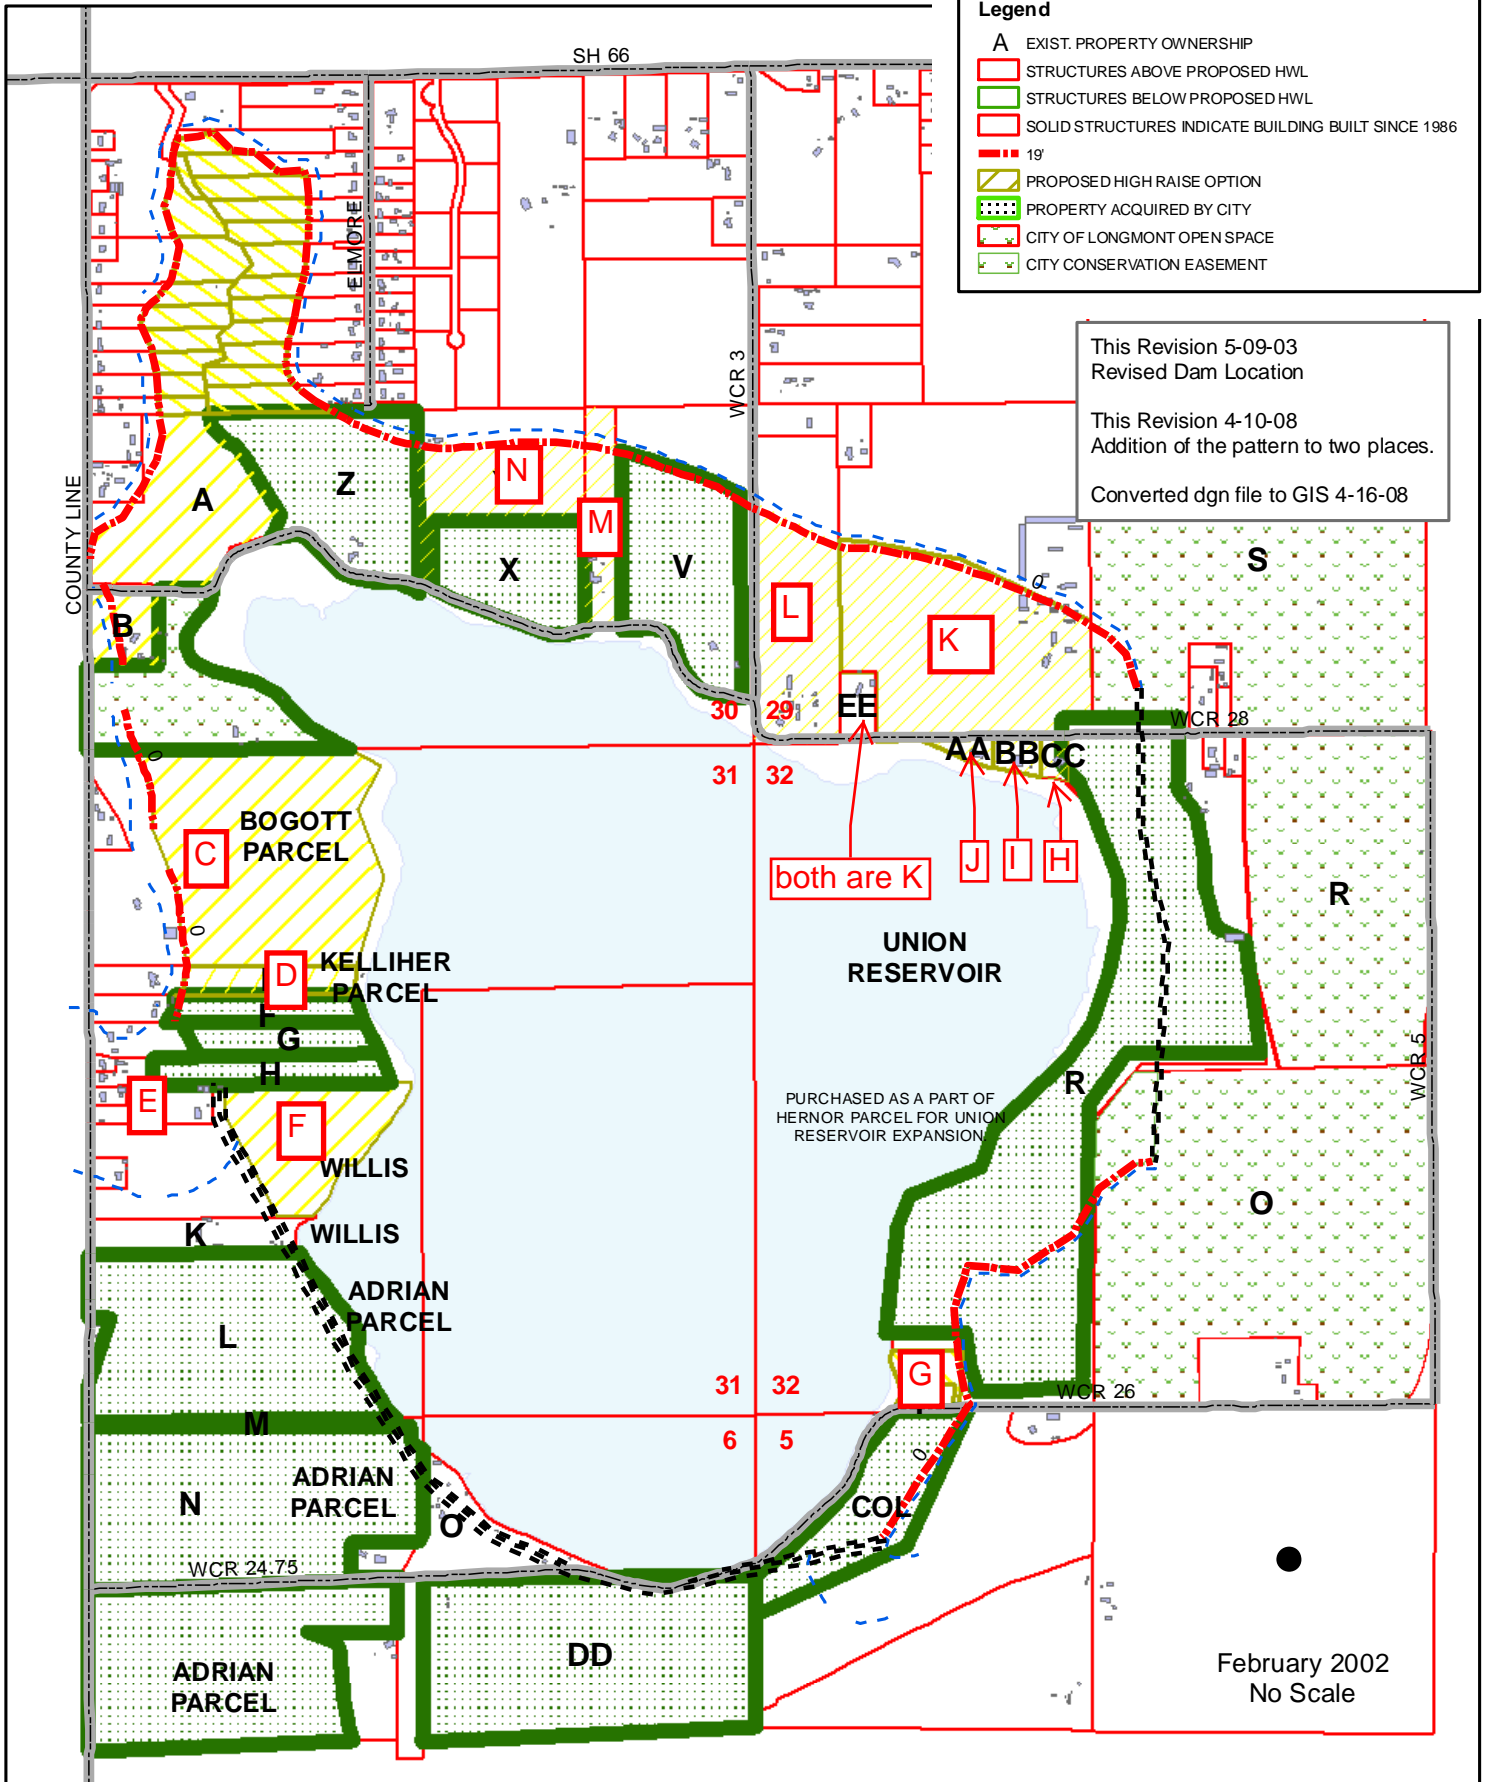 Legend
A EXIST. PROPERTY OWNERSHIP
STRUCTURES ABOVE PROPOSED HWL
STRUCTURES BELOW PROPOSED HWL
SOLID STRUCTURES INDICATE BUILDING BUILT SINCE 1986
19'
PROPOSED HIGH RAISE OPTION
PROPERTY ACQUIRED BY CITY
CITY OF LONGMONT OPEN SPACE
CITY CONSERVATION EASEMENT
SH 66
ELMORE
WCR 3
This Revision 5-09-03
Revised Dam Location
This Revision 4-10-08
Addition of the pattern to two places.
Converted dgn file to GIS 4-16-08
COUNTY LINE
A
Z
N
M
X
V
S
L
K
0
B
EE
30 29
WCR 28
AA BB CC
31 32
0
BOGOTT
PARCEL
C
both are K
J
I
H
R
0
UNION
RESERVOIR
D
KELLIHER
PARCEL
F
G
H
WCR 5
E
F
R
PURCHASED AS A PART OF
HERNOR PARCEL FOR UNION
RESERVOIR EXPANSION.
WILLIS
O
K
WILLIS
ADRIAN
PARCEL
L
31 32
G
WCR 26
M
6 5
0
N
ADRIAN
PARCEL
O
COL
WCR 24.75
DD
ADRIAN
PARCEL
February 2002
No Scale